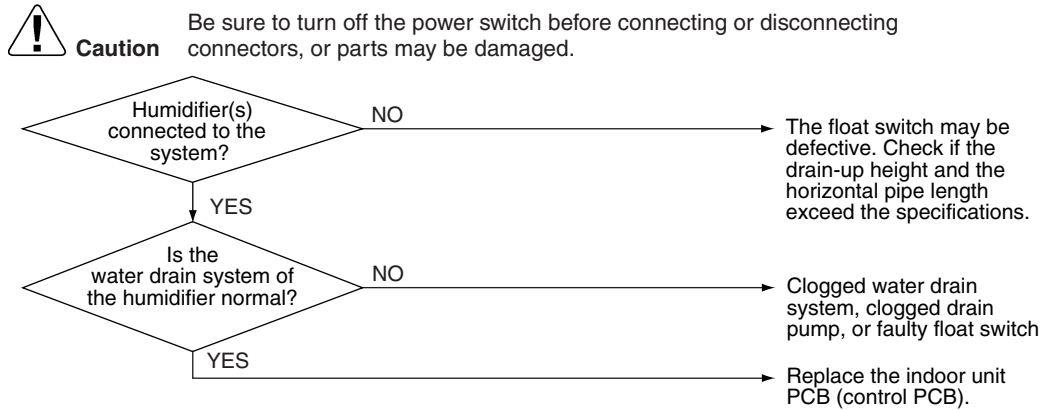 Be sure to turn off the power switch before connecting or disconnecting
Caution connectors, or parts may be damaged.
Humidifier(s)
connected to the
system?
NO
The float switch may be
defective. Check if the
drain-up height and the
horizontal pipe length
exceed the specifications.
YES
Is the
water drain system of
the humidifier normal?
NO
Clogged water drain
system, clogged drain
pump, or faulty float switch
YES
Replace the indoor unit
PCB (control PCB).